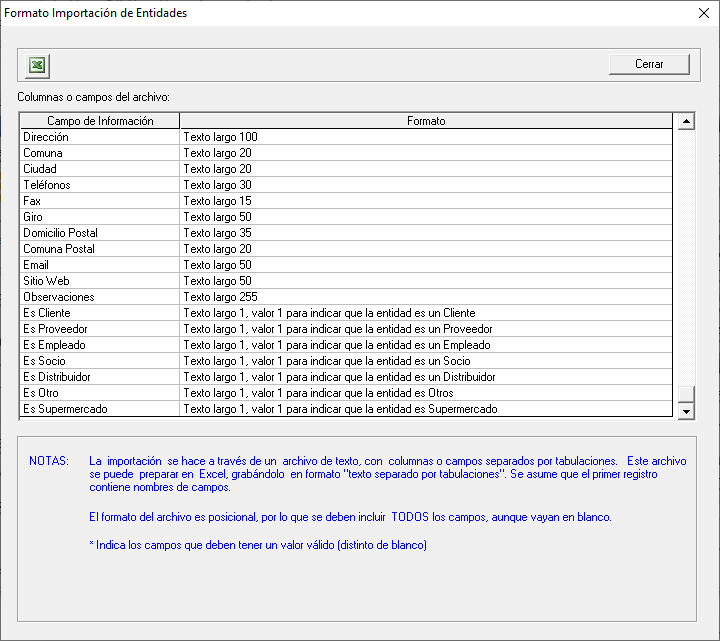 Formato Importación de Entidades
Cerrar
Columnas o campos del archivo:
Campo de Información Formato
Dirección Texto largo 100
Comuna Texto largo 20
Ciudad Texto largo 20
Teléfonos Texto largo 30
Fax Texto largo 15
Giro Texto largo 50
Domicilio Postal Texto largo 35
Comuna Postal Texto largo 20
Email Texto largo 50
Sitio Web Texto largo 50
Observaciones Texto largo 255
Es Cliente Texto largo 1, valor 1 para indicar que la entidad es un Cliente
Es Proveedor Texto largo 1, valor 1 para indicar que la entidad es un Proveedor
Es Empleado Texto largo 1, valor 1 para indicar que la entidad es un Empleado
Es Socio Texto largo 1, valor 1 para indicar que la entidad es un Socio
Es Distribuidor Texto largo 1, valor 1 para indicar que la entidad es un Distribuidor
Es Otro Texto largo 1, valor 1 para indicar que la entidad es Otros
Es Supermercado Texto largo 1, valor 1 para indicar que la entidad es Supermercado
NOTAS: La importación se hace a través de un archivo de texto, con columnas o campos separados por tabulaciones. Este archivo
se puede preparar en Excel, grabándolo en formato "texto separado por tabulaciones". Se asume que el primer registro
contiene nombres de campos.
El formato del archivo es posicional, por lo que se deben incluir TODOS los campos, aunque vayan en blanco.
* Indica los campos que deben tener un valor válido (distinto de blanco)